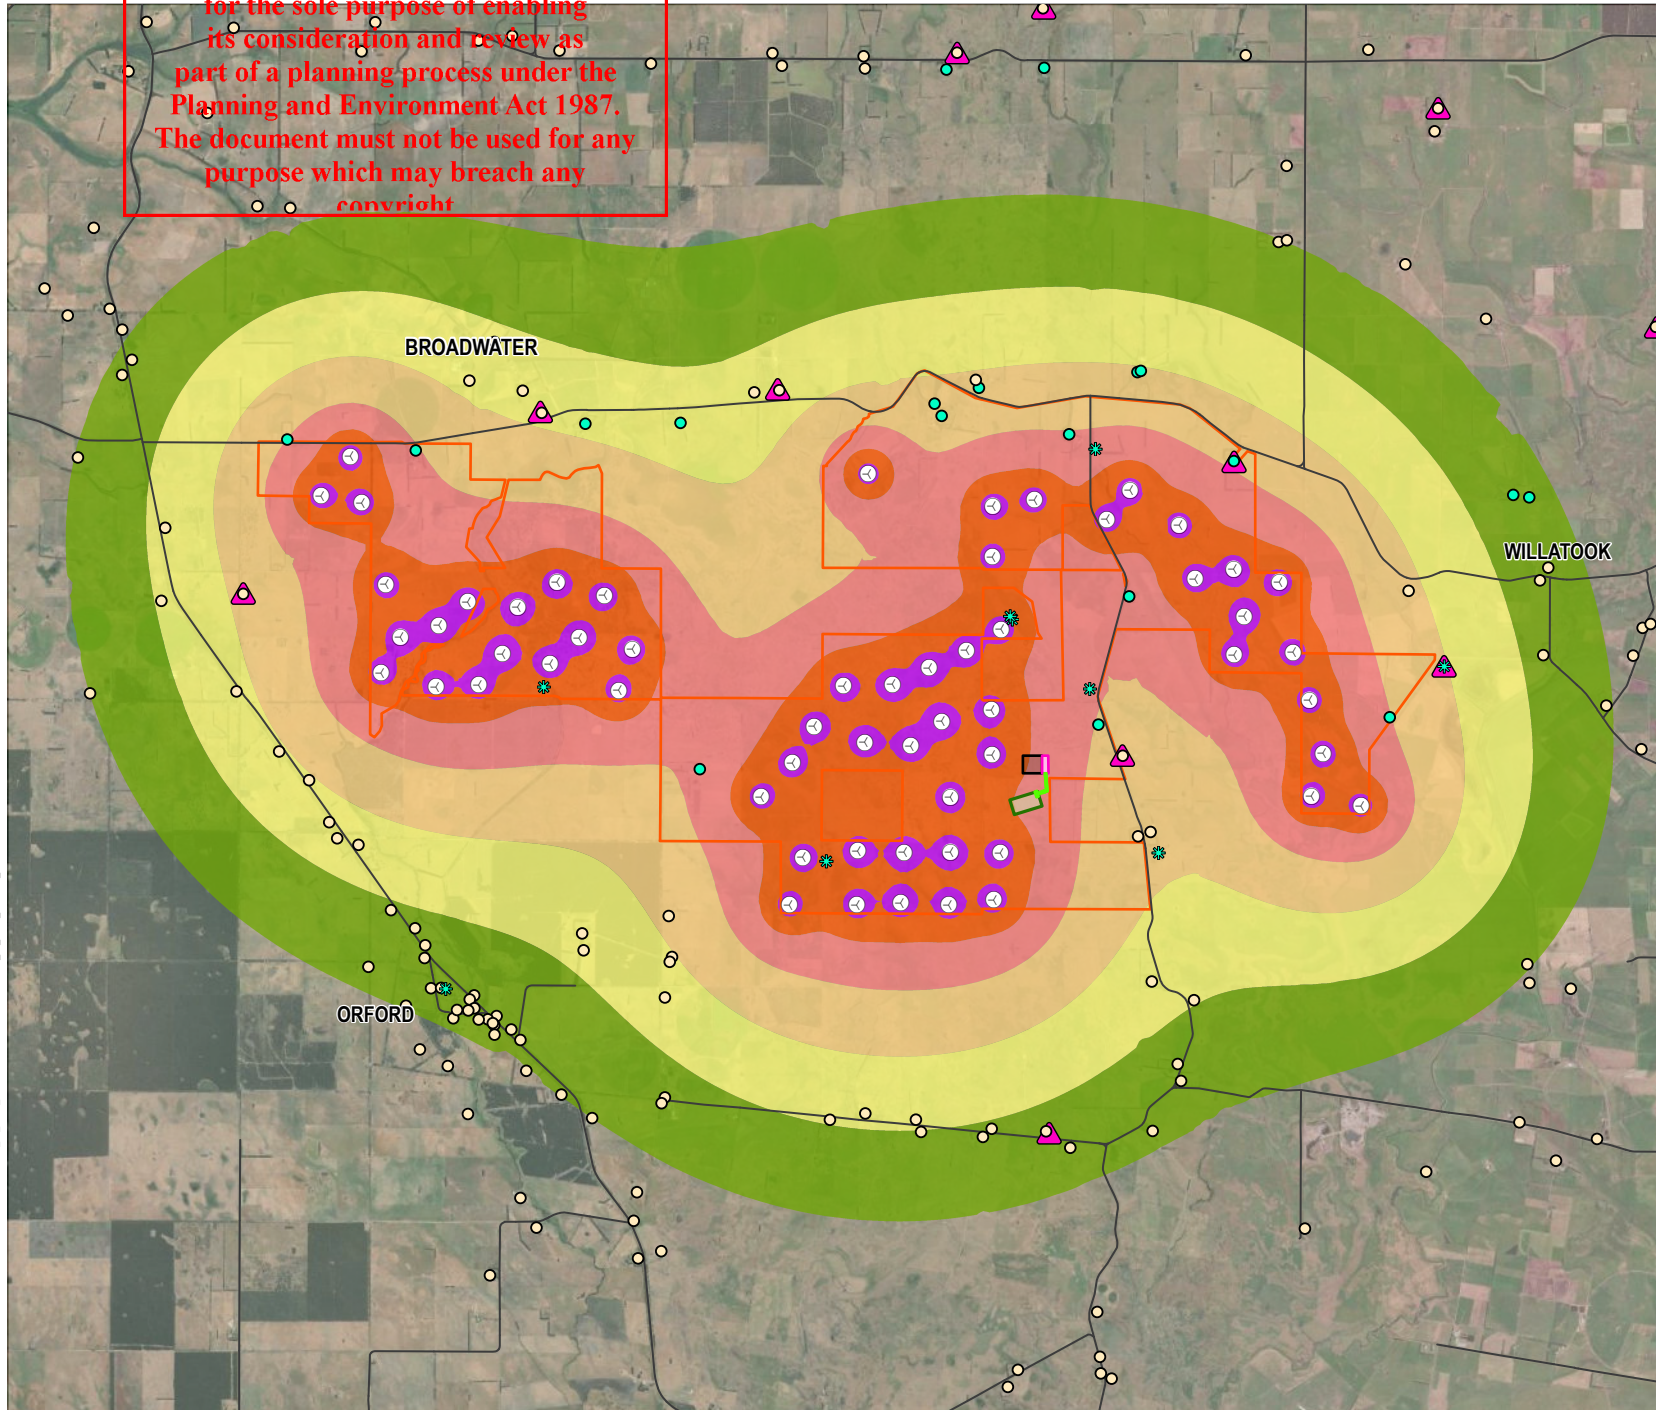 for the sole purpose of enabling
its consideration and review as
part of a planning process under the
Planning and Environment Act 1987.
The document must not be used for any
purpose which may breach any
copyright
BROADWATER
WILLATOOK
ORFORD